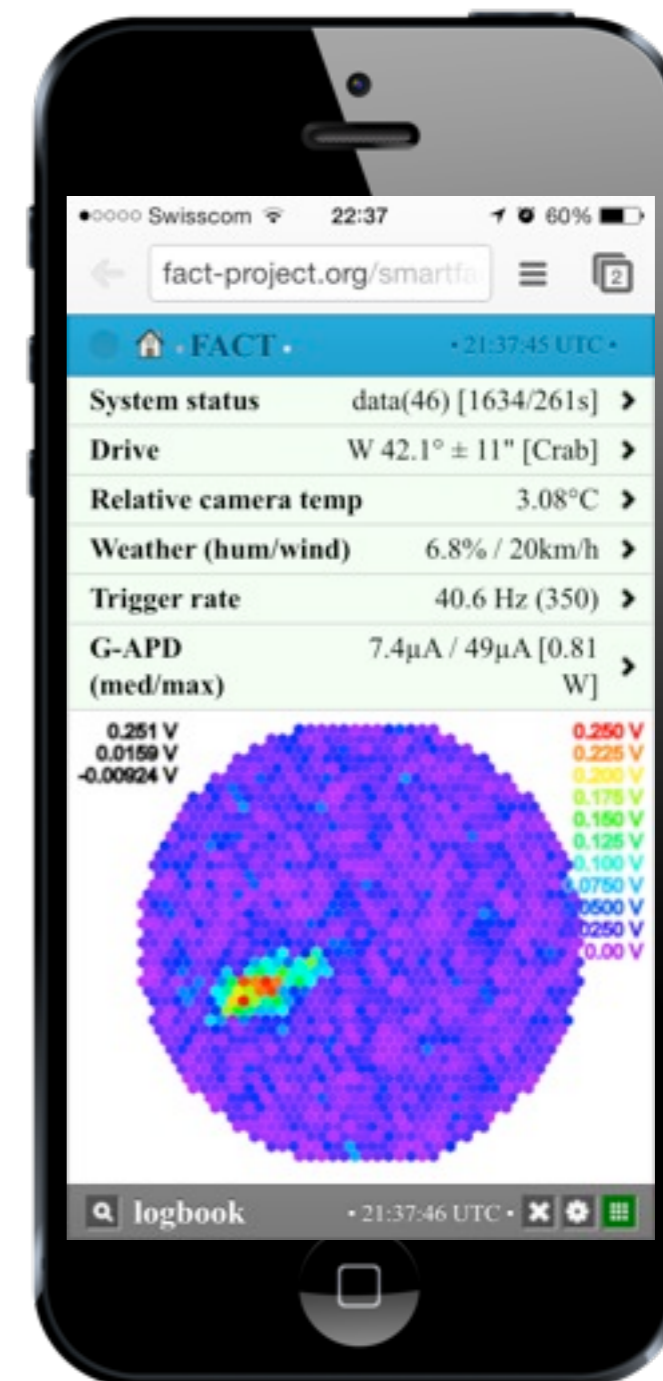 Swisscom 22:37 60%
fact-project.org/smartfa 2
• FACT • • 21:37:45 UTC •
System status data(46) [1634/261s]
Drive W 42.1° ± 11" [Crab]
Relative camera temp 3.08°C
Weather (hum/wind) 6.8% / 20km/h
Trigger rate 40.6 Hz (350)
G-APD 7.4µA / 49µA [0.81
(med/max) W]
0.251 V
0.0159 V
-0.00924 V
0.250 V
0.225 V
0.200 V
0.175 V
0.150 V
0.125 V
0.100 V
.0750 V
.0500 V
.0250 V
0.00 V
logbook • 21:37:46 UTC •